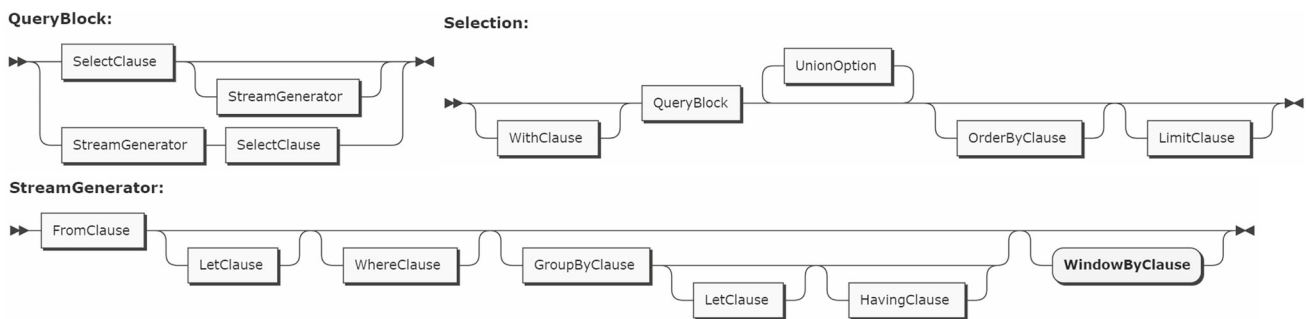 QueryBlock:
SelectClause
StreamGenerator
StreamGenerator SelectClause
Selection:
UnionOption
QueryBlock
WithClause OrderByClause LimitClause
StreamGenerator:
FromClause
LetClause WhereClause GroupByClause WindowByClause
LetClause HavingClause